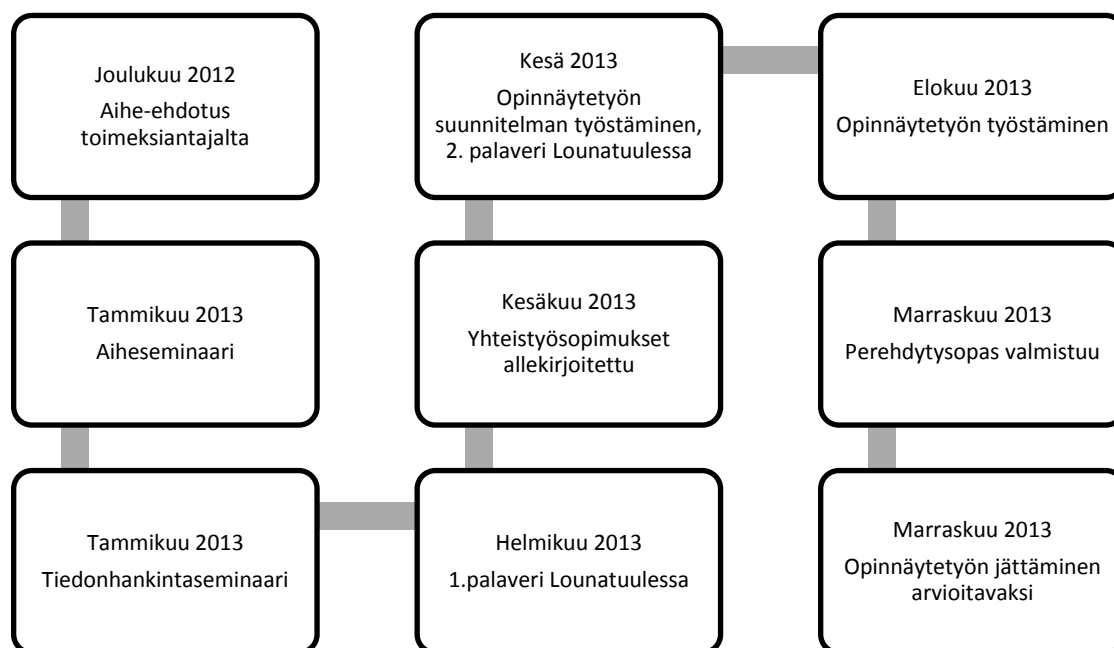 Joulukuu 2012
Aihe-ehdotus
toimeksiantajalta
Tammikuu 2013
Aiheseminaari
Tammikuu 2013
Tiedonhankintaseminaari
Helmikuu 2013
1.palaveri Lounatuulessa
Kesäkuu 2013
Yhteistyösopimukset
allekirjoitettu
Kesä 2013
Opinnäytetyön
suunnitelman työstäminen,
2. palaveri Lounatuulessa
Elokuu 2013
Opinnäytetyön työstäminen
Marraskuu 2013
Perehdytysopas valmistuu
Marraskuu 2013
Opinnäytetyön jättäminen
arvioitavaksi